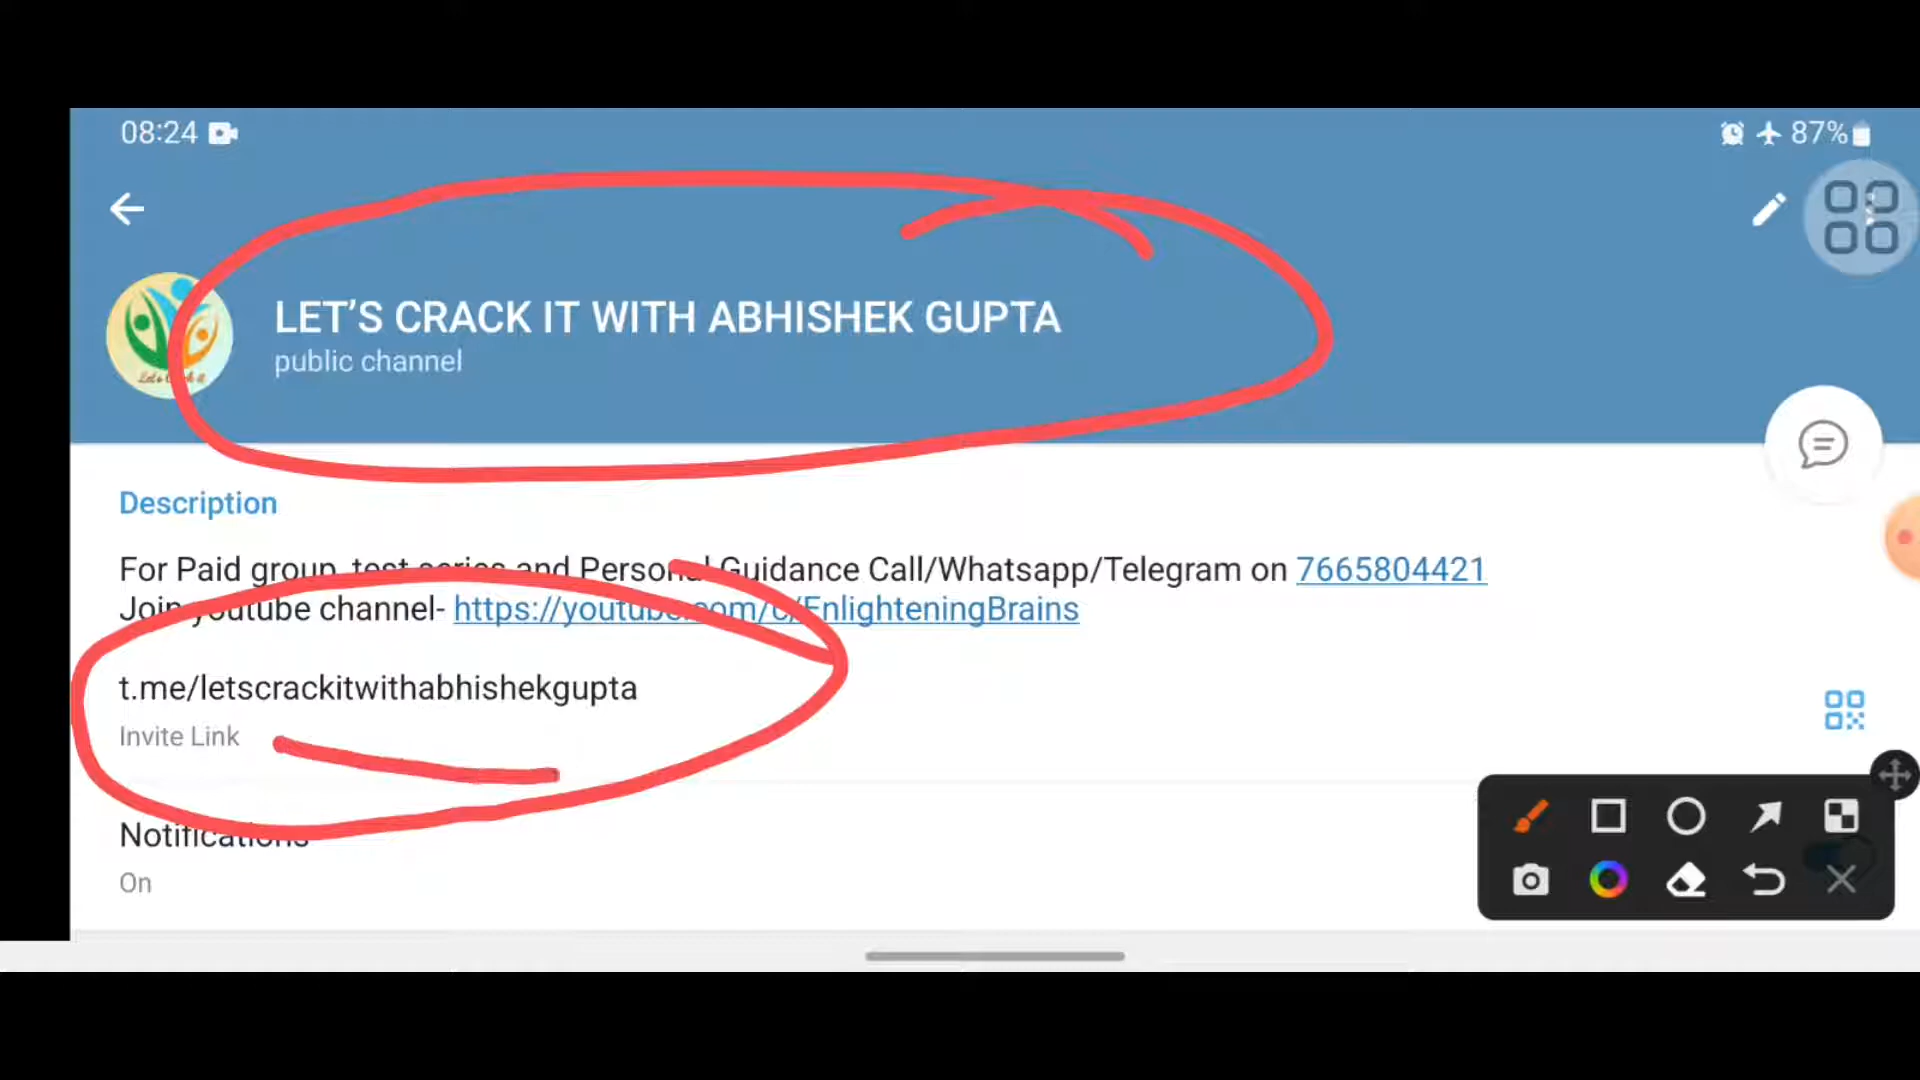 08:24
87%
LET’S CRACK IT WITH ABHISHEK GUPTA
public channel
Description
For Paid group, test series and Personal Guidance Call/Whatsapp/Telegram on 7665804421
Join youtube channel- https://youtube.com/c/EnlighteningBrains
t.me/letscrackitwithabhishekgupta
Invite Link
Notifications
On